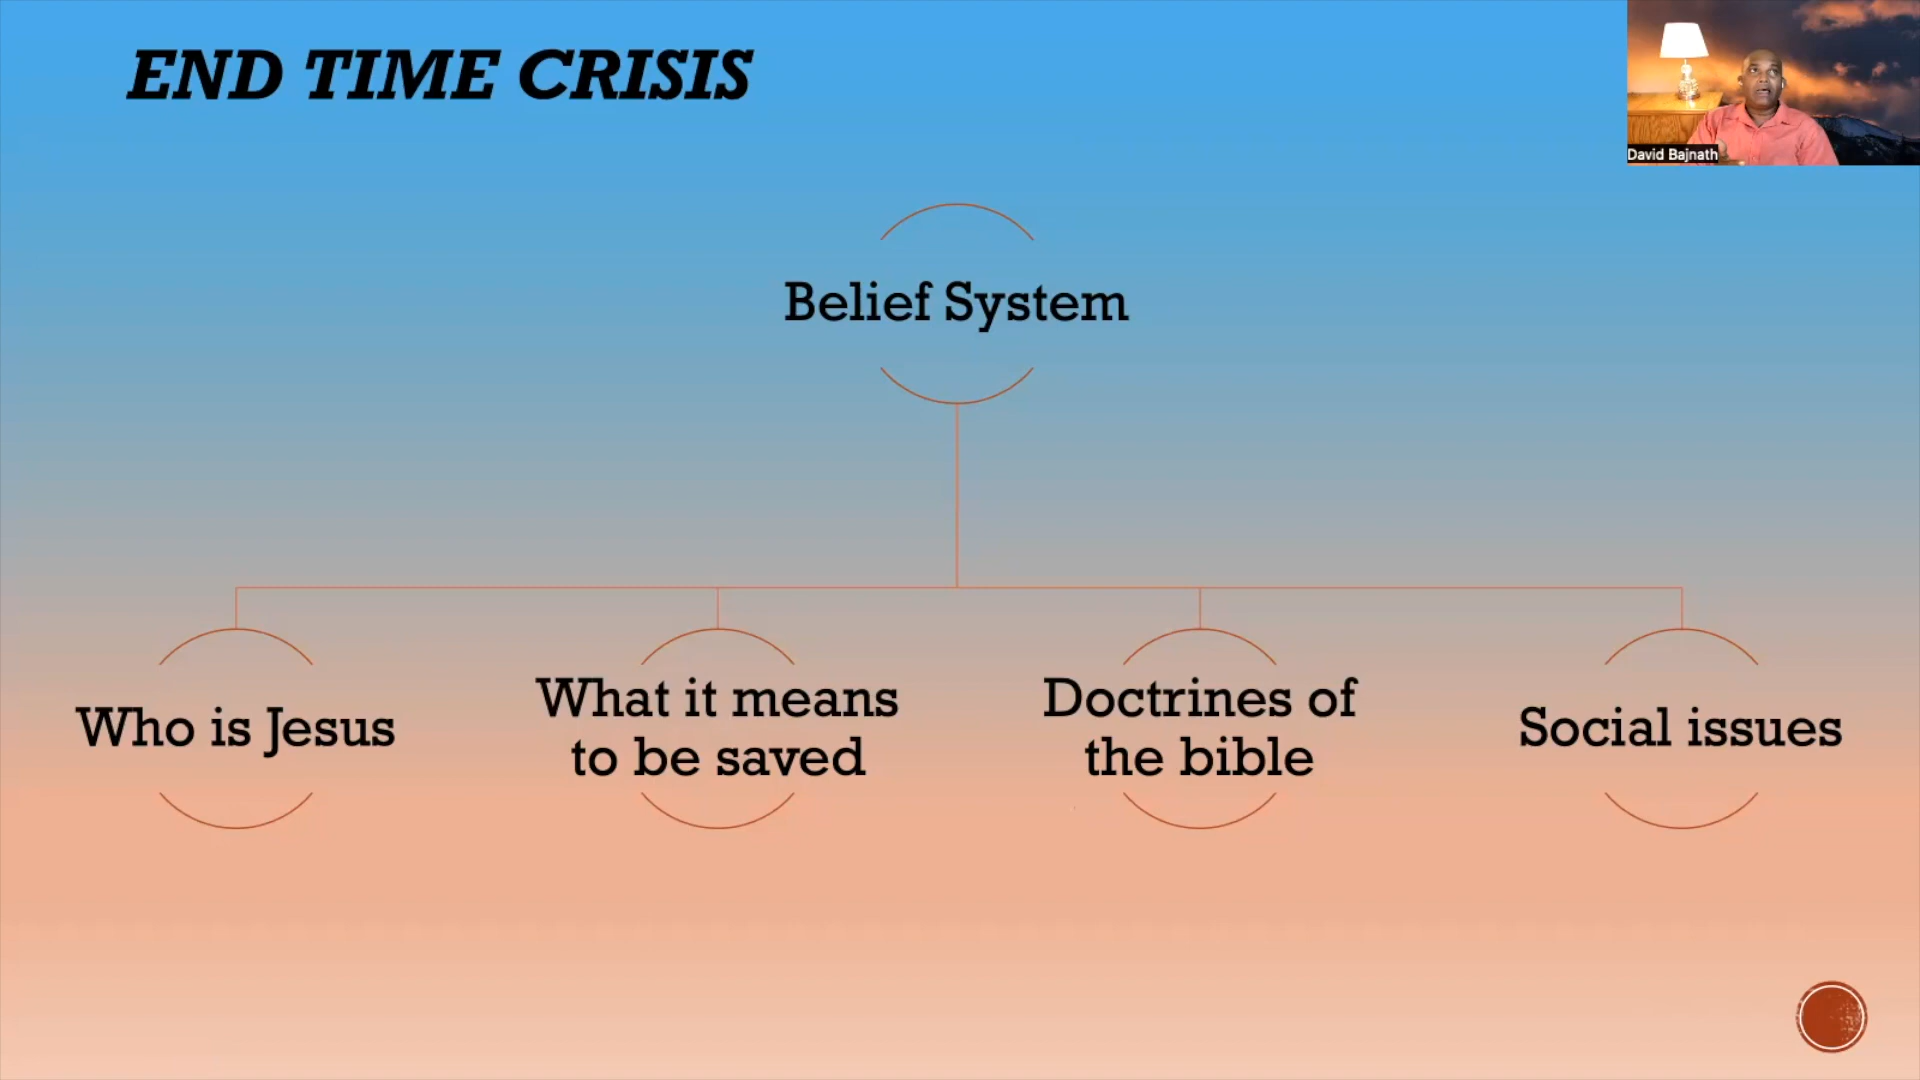 END TIME CRISIS
David Bajnath
Belief System
Who is Jesus
What it means
to be saved
Doctrines of
the bible
Social issues